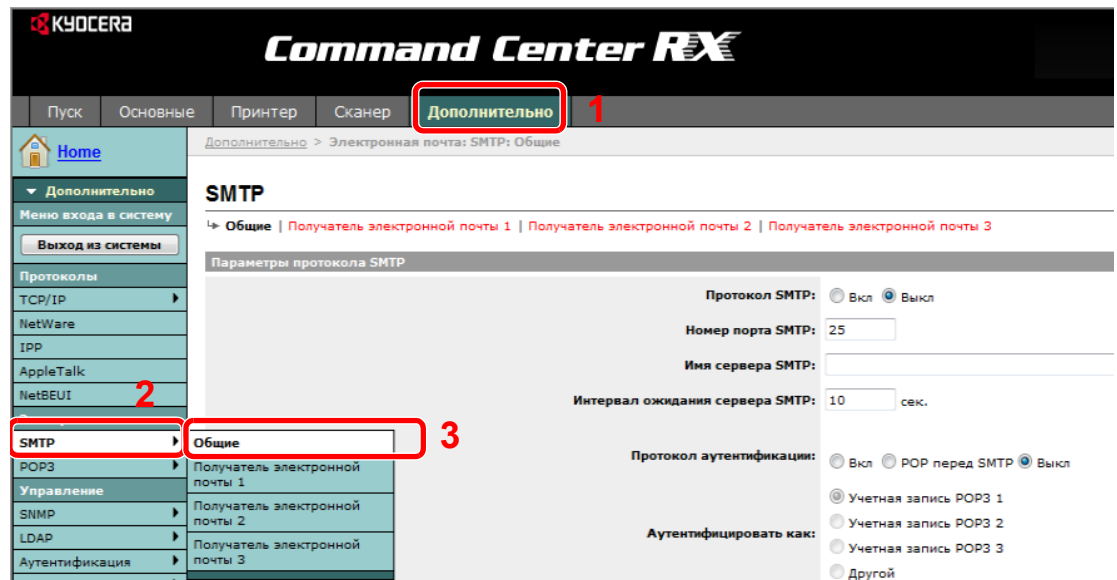 KYOCERA
Command Center RX
Пуск Основные Принтер Сканер Дополнительно 1
Home
Дополнительно > Электронная почта: SMTP: Общие
Дополнительно
Меню входа в систему
Выход из системы
Протоколы
TCP/IP
NetWare
IPP
AppleTalk
NetBEUI
2
SMTP
POP3
Управление
SNMP
LDAP
Аутентификация
Общие
3
Получатель электронной
почты 1
Получатель электронной
почты 2
Получатель электронной
почты 3
SMTP
Общие | Получатель электронной почты 1 | Получатель электронной почты 2 | Получатель электронной почты 3
Параметры протокола SMTP
Протокол SMTP: Вкл Выкл
Номер порта SMTP: 25
Имя сервера SMTP:
Интервал ожидания сервера SMTP: 10 сек.
Протокол аутентификации: Вкл POP перед SMTP Выкл
Аутентифицировать как:
Учетная запись POP3 1
Учетная запись POP3 2
Учетная запись POP3 3
Другой